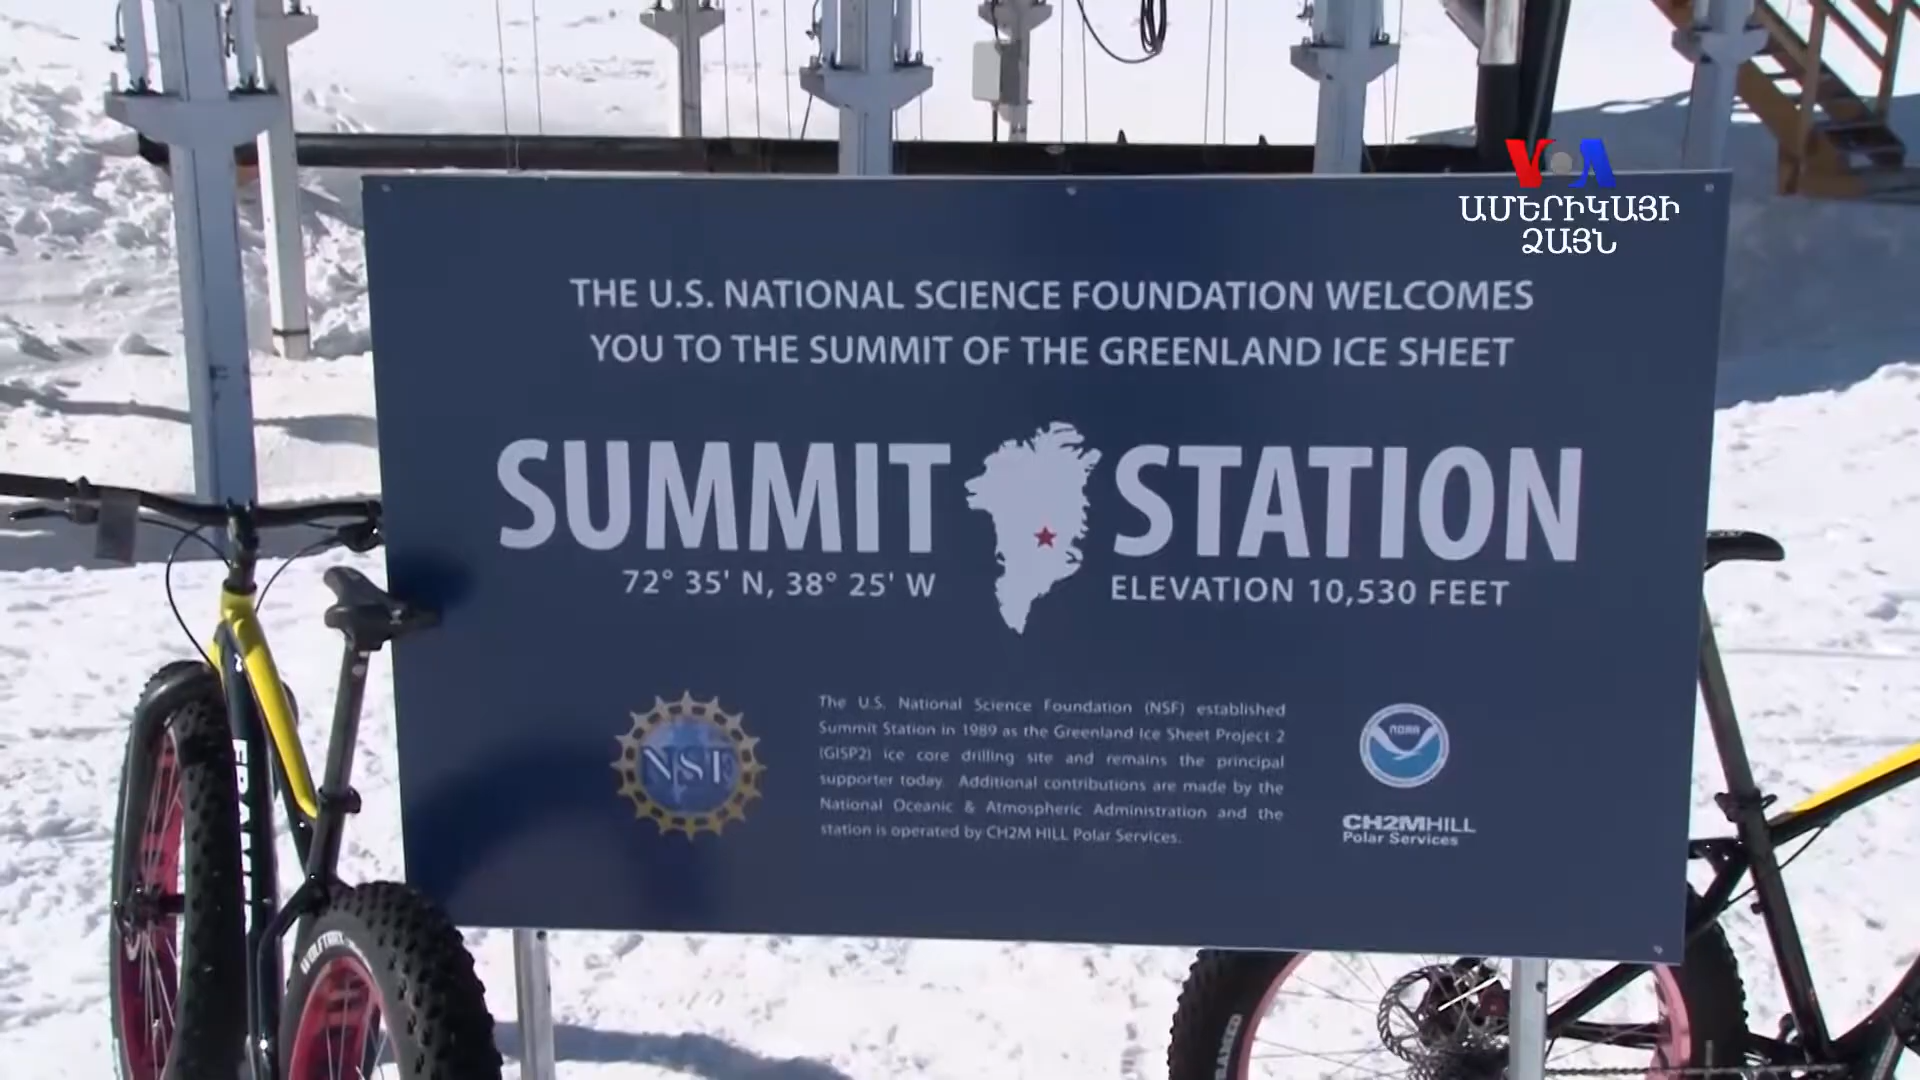 VOA
ԱՄԵՐԻԿԱՅԻ
ՁԱՅՆ
THE U.S. NATIONAL SCIENCE FOUNDATION WELCOMES
YOU TO THE SUMMIT OF THE GREENLAND ICE SHEET
SUMMIT STATION
72° 35' N, 38° 25' W
ELEVATION 10,530 FEET
NSF
The U.S. National Science Foundation (NSF) established
Summit Station in 1989 as the Greenland Ice Sheet Project 2
(GISP2) ice core drilling site and remains the principal
supporter today. Additional contributions are made by the
National Oceanic & Atmospheric Administration and the
station is operated by CH2M HILL Polar Services.
NOAA
CH2MHILL
Polar Services
FRAMED